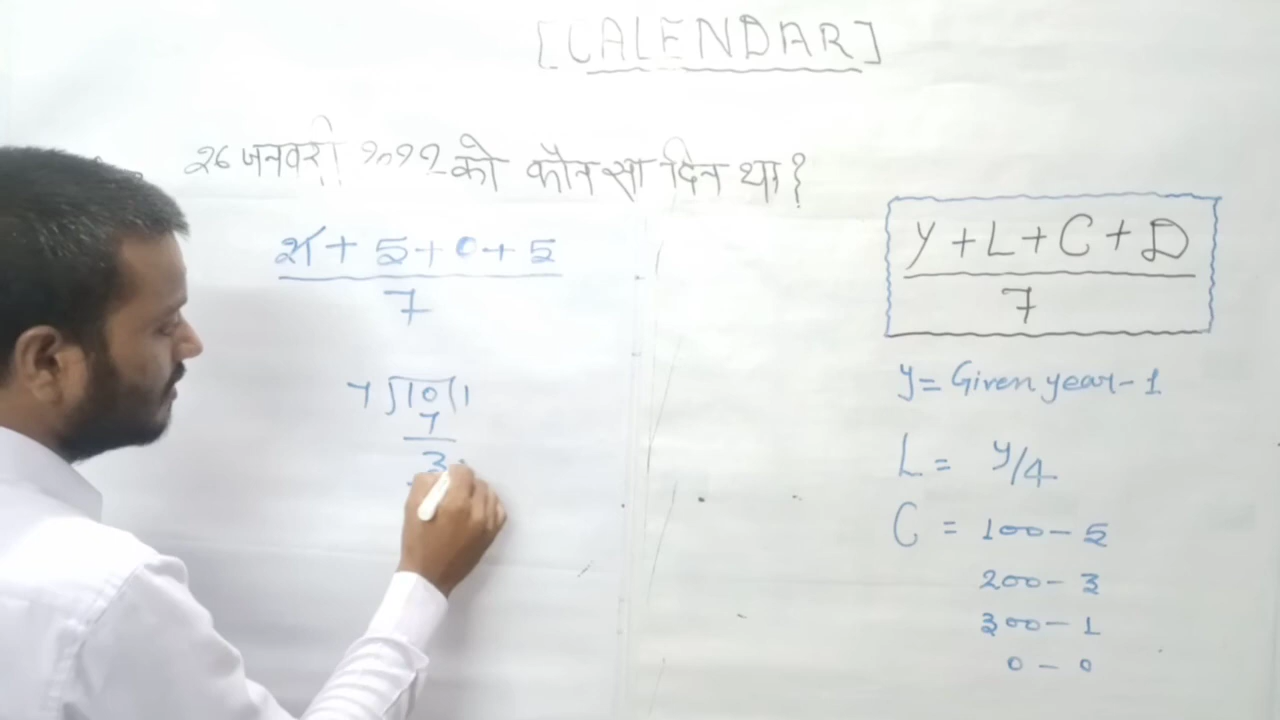 [CALENDAR]
26 जनवरी 2022 को कौन सा दिन था?
21 + 5 + 0 + 5
7
7 ) 10 ( 1
7
3
Y + L + C + D
7
Y = Given year - 1
L = Y/4
C = 100 - 5
200 - 3
300 - 1
0 - 0